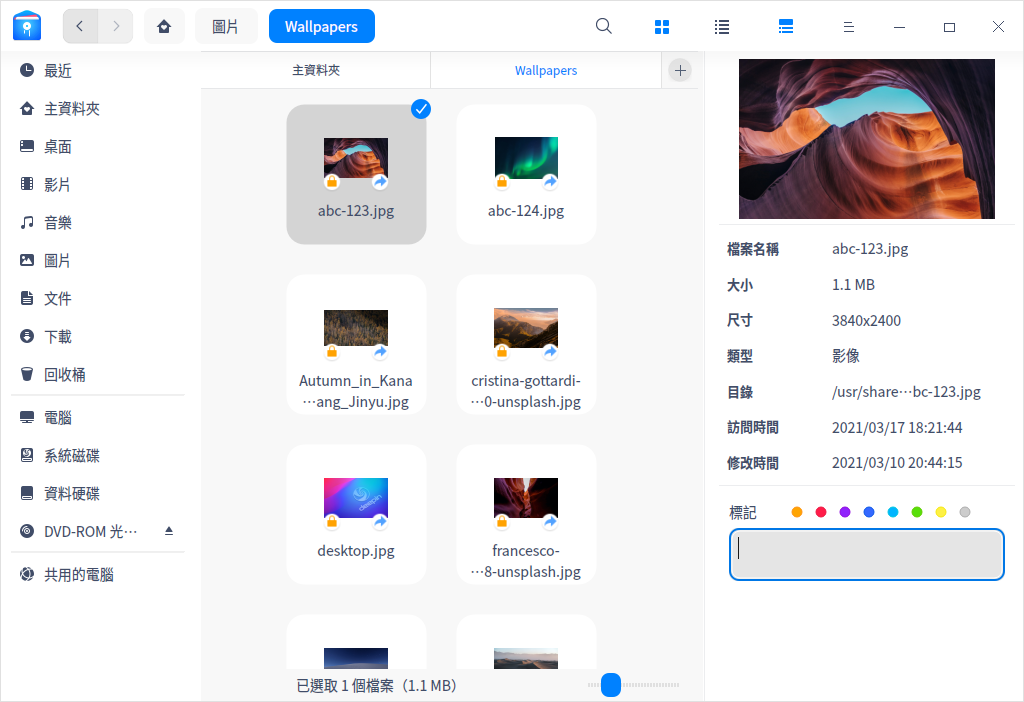 圖片
Wallpapers
最近
主資料夾
桌面
影片
音樂
圖片
文件
下載
回收桶
電腦
系統磁碟
資料硬碟
DVD-ROM 光⋯
共用的電腦
主資料夾
Wallpapers
abc-123.jpg
abc-124.jpg
Autumn_in_Kana
⋯ang_Jinyu.jpg
cristina-gottardi-
⋯0-unsplash.jpg
deepin
desktop.jpg
francesco-
⋯8-unsplash.jpg
已選取 1 個檔案（1.1 MB）
檔案名稱 abc-123.jpg
大小 1.1 MB
尺寸 3840x2400
類型 影像
目錄 /usr/share⋯bc-123.jpg
訪問時間 2021/03/17 18:21:44
修改時間 2021/03/10 20:44:15
標記